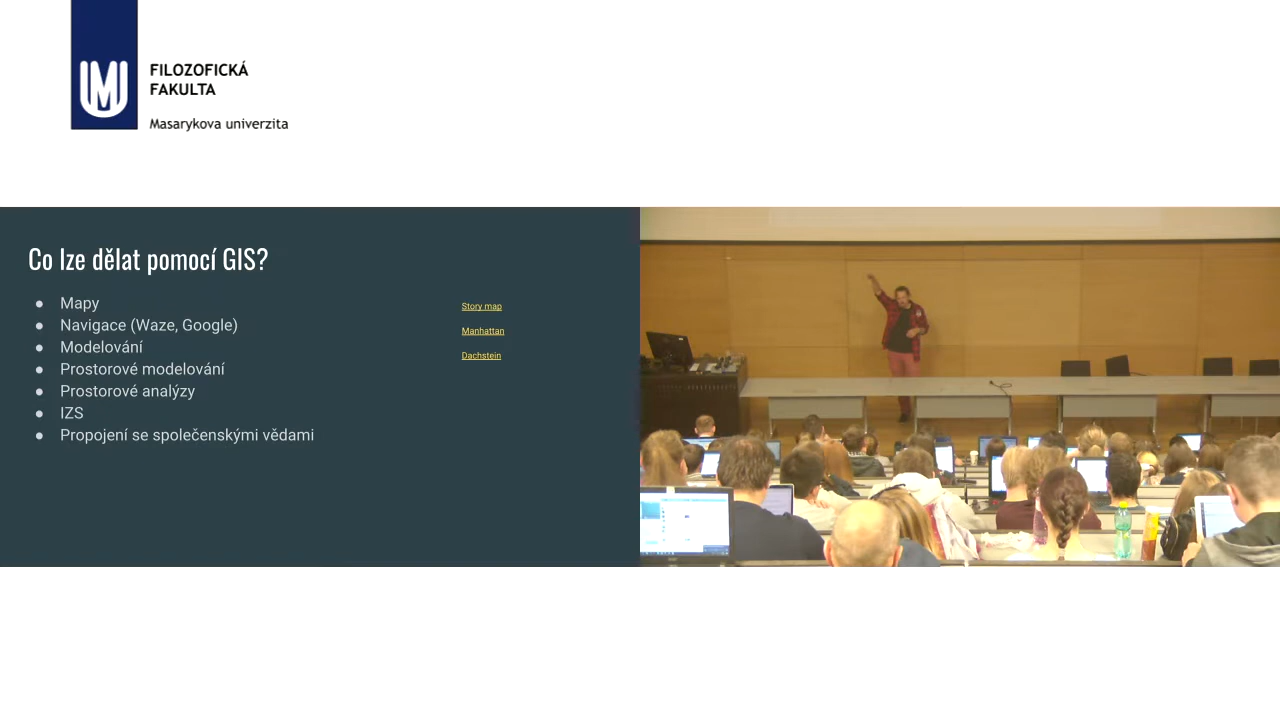 FILOZOFICKÁ
FAKULTA
Masarykova univerzita
Co lze dělat pomocí GIS?
● Mapy
● Navigace (Waze, Google)
● Modelování
● Prostorové modelování
● Prostorové analýzy
● IZS
● Propojení se společenskými vědami
Story map
Manhattan
Dachstein